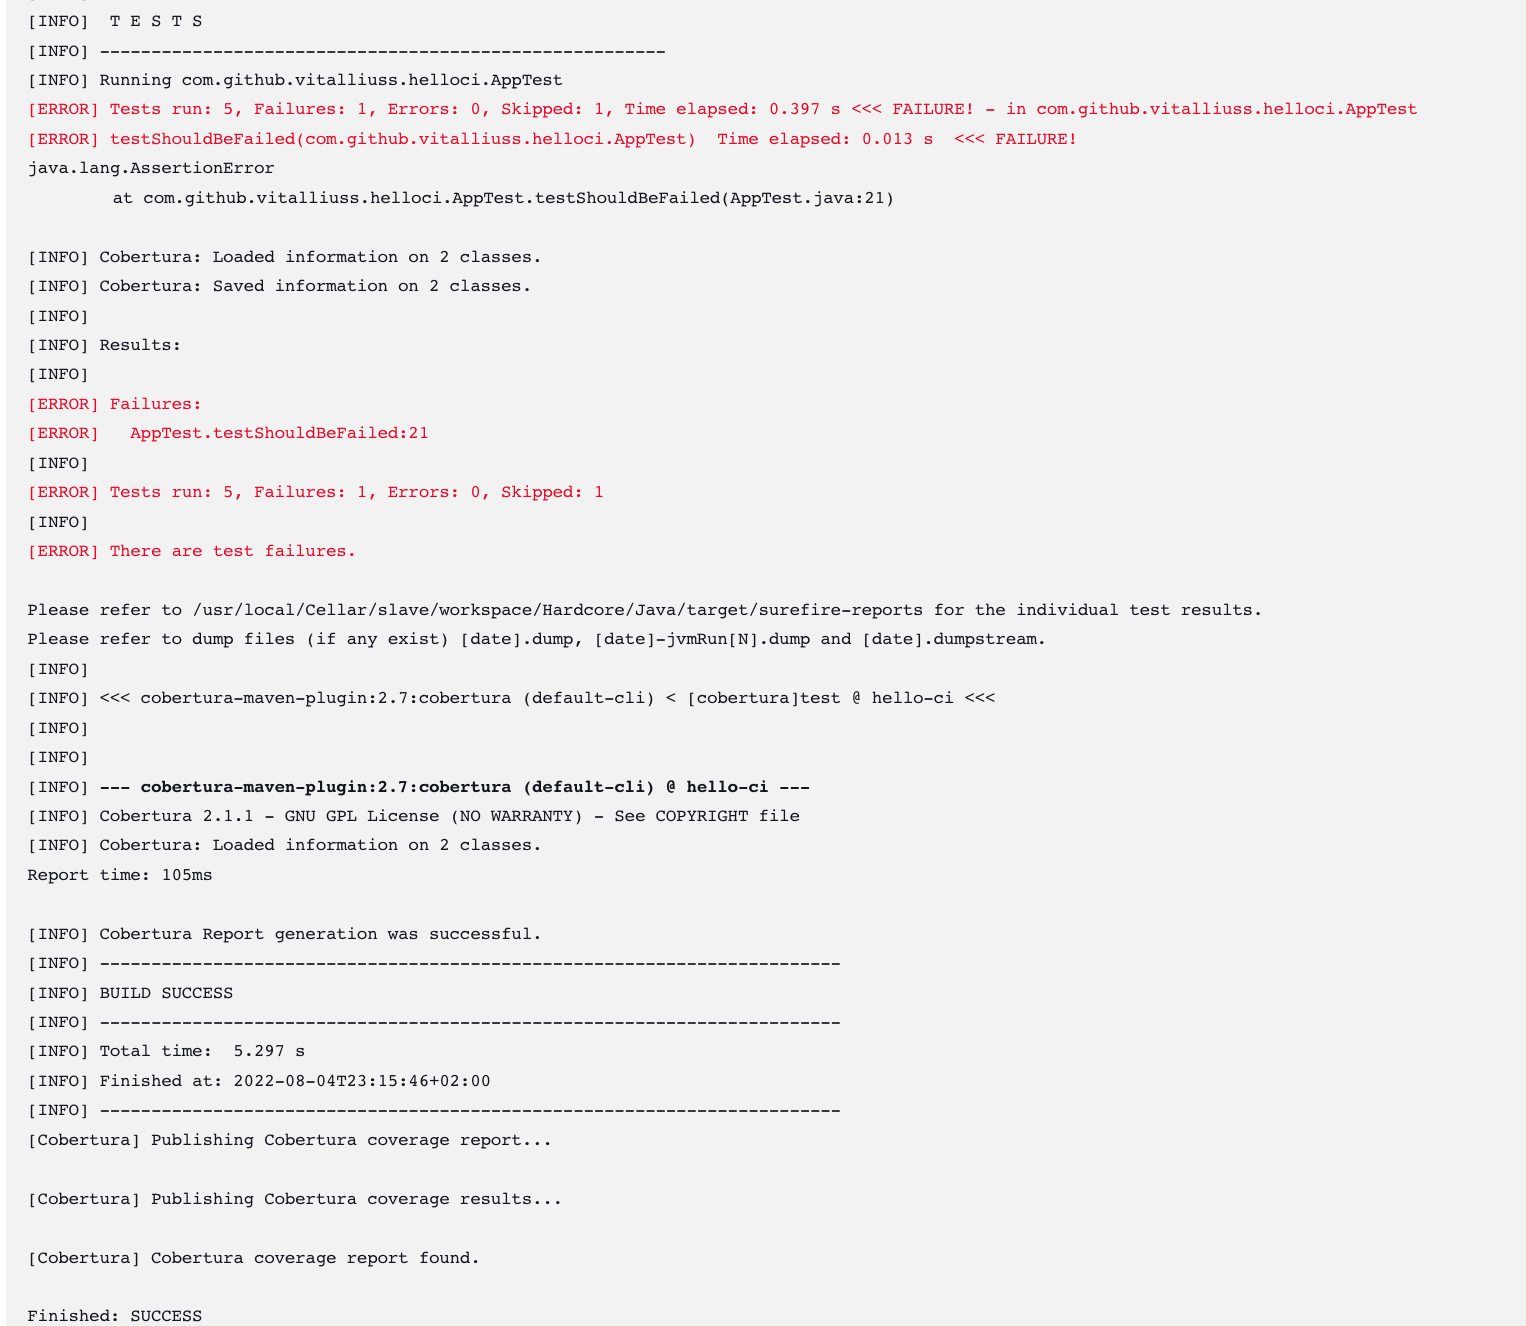 [INFO]  T E S T S
[INFO] -------------------------------------------------------
[INFO] Running com.github.vitalliuss.helloci.AppTest
[ERROR] Tests run: 5, Failures: 1, Errors: 0, Skipped: 1, Time elapsed: 0.397 s <<< FAILURE! - in com.github.vitalliuss.helloci.AppTest
[ERROR] testShouldBeFailed(com.github.vitalliuss.helloci.AppTest)  Time elapsed: 0.013 s  <<< FAILURE!
java.lang.AssertionError
	at com.github.vitalliuss.helloci.AppTest.testShouldBeFailed(AppTest.java:21)
[INFO] Cobertura: Loaded information on 2 classes.
[INFO] Cobertura: Saved information on 2 classes.
[INFO]
[INFO] Results:
[INFO]
[ERROR] Failures:
[ERROR]   AppTest.testShouldBeFailed:21
[INFO]
[ERROR] Tests run: 5, Failures: 1, Errors: 0, Skipped: 1
[INFO]
[ERROR] There are test failures.
Please refer to /usr/local/Cellar/slave/workspace/Hardcore/Java/target/surefire-reports for the individual test results.
Please refer to dump files (if any exist) [date].dump, [date]-jvmRun[N].dump and [date].dumpstream.
[INFO]
[INFO] <<< cobertura-maven-plugin:2.7:cobertura (default-cli) < [cobertura]test @ hello-ci <<<
[INFO]
[INFO]
[INFO] --- cobertura-maven-plugin:2.7:cobertura (default-cli) @ hello-ci ---
[INFO] Cobertura 2.1.1 - GNU GPL License (NO WARRANTY) - See COPYRIGHT file
[INFO] Cobertura: Loaded information on 2 classes.
Report time: 105ms
[INFO] Cobertura Report generation was successful.
[INFO] ------------------------------------------------------------------------
[INFO] BUILD SUCCESS
[INFO] ------------------------------------------------------------------------
[INFO] Total time:  5.297 s
[INFO] Finished at: 2022-08-04T23:15:46+02:00
[INFO] ------------------------------------------------------------------------
[Cobertura] Publishing Cobertura coverage report...
[Cobertura] Publishing Cobertura coverage results...
[Cobertura] Cobertura coverage report found.
Finished: SUCCESS